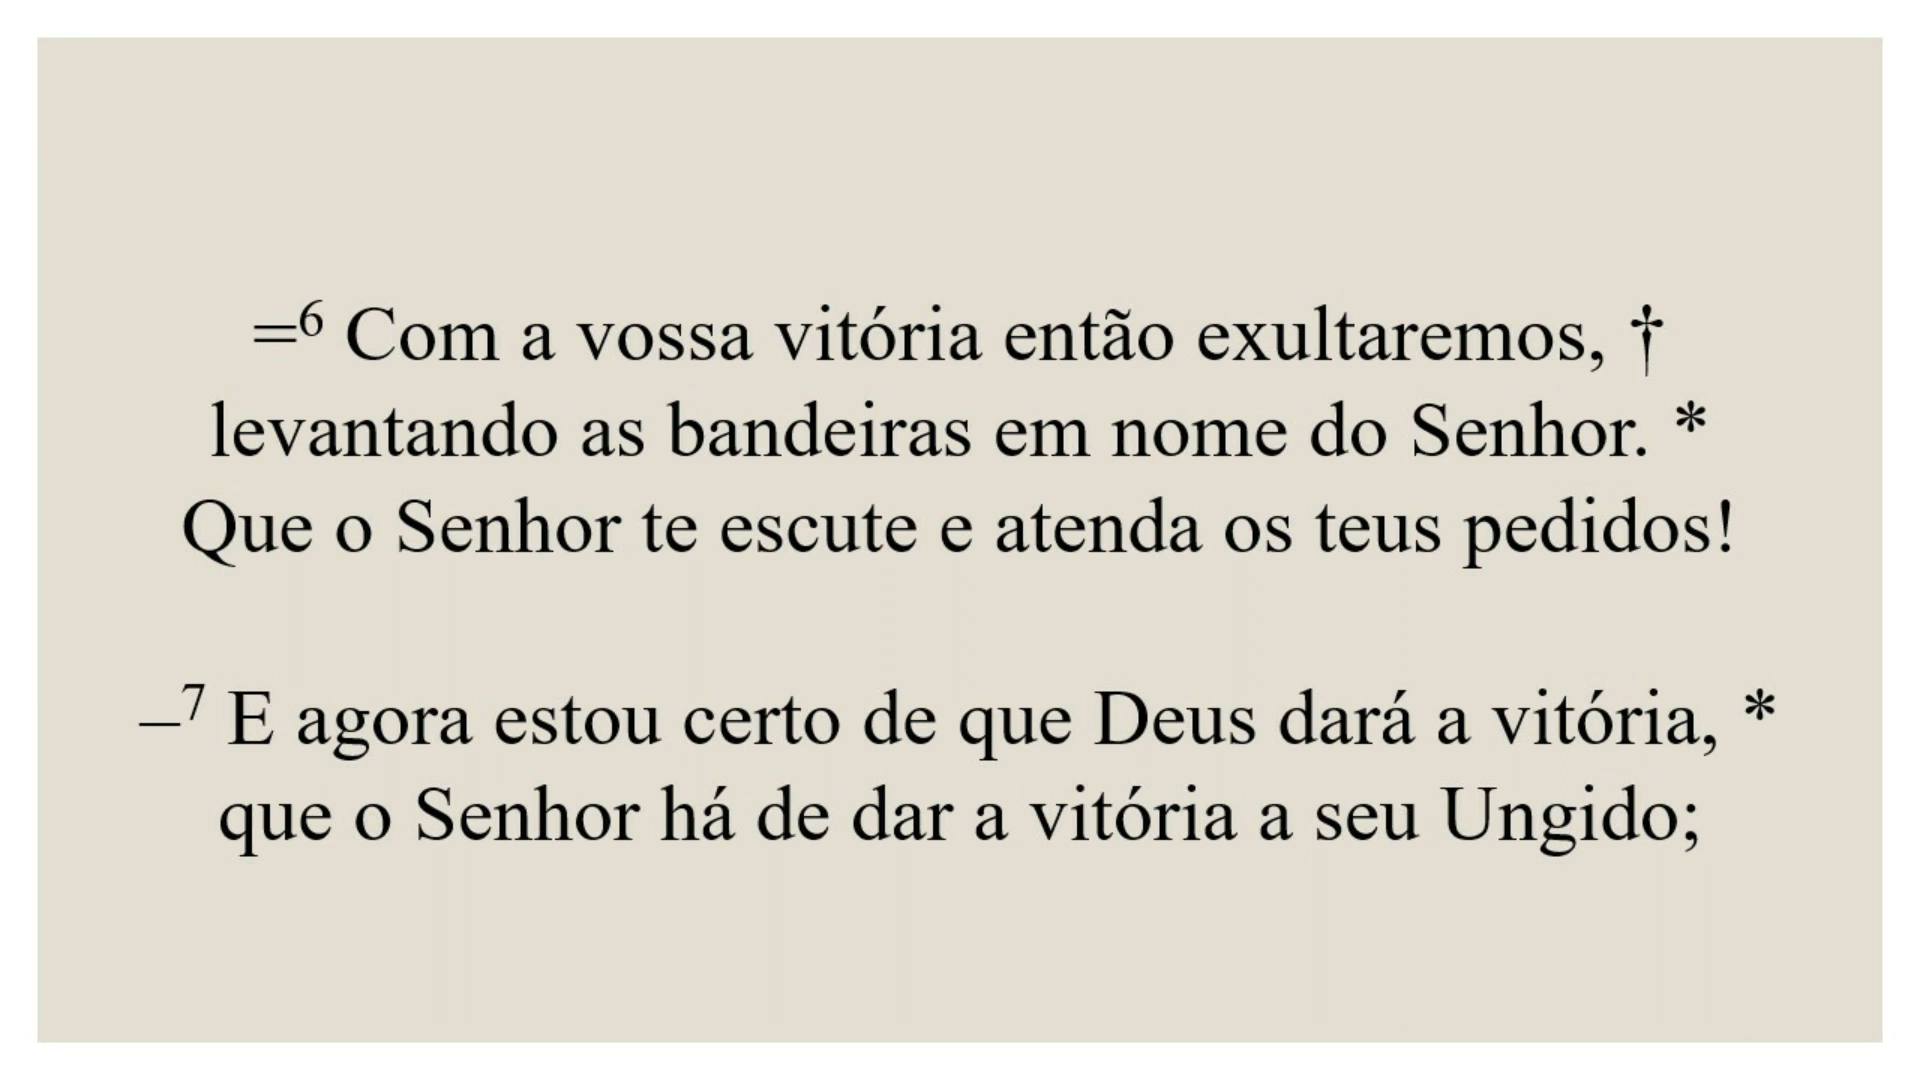 =⁶ Com a vossa vitória então exultaremos, †
levantando as bandeiras em nome do Senhor. *
Que o Senhor te escute e atenda os teus pedidos!
–⁷ E agora estou certo de que Deus dará a vitória, *
que o Senhor há de dar a vitória a seu Ungido;